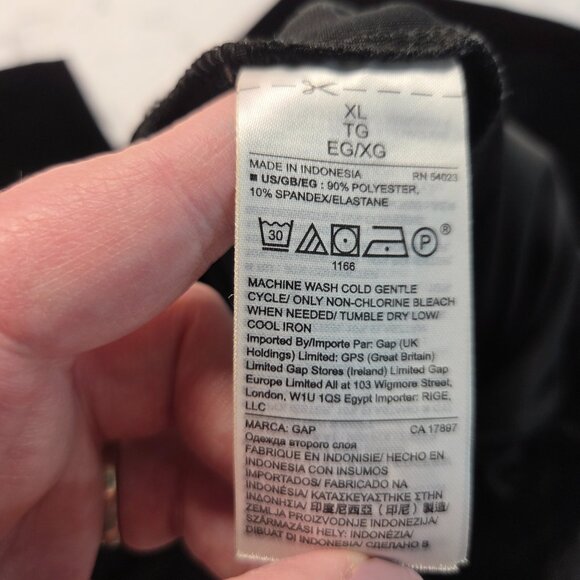 XL
TG
EG/XG
MADE IN INDONESIA RN 54023
■ US/GB/EG : 90% POLYESTER,
10% SPANDEX/ELASTANE
30 P ®
1166
MACHINE WASH COLD GENTLE
CYCLE/ ONLY NON-CHLORINE BLEACH
WHEN NEEDED/ TUMBLE DRY LOW/
COOL IRON
Imported By/Importe Par: Gap (UK
Holdings) Limited: GPS (Great Britain)
Limited Gap Stores (Ireland) Limited Gap
Europe Limited All at 103 Wigmore Street,
London, W1U 1QS Egypt Importer: RIGE,
LLC
MARCA: GAP CA 17897
Одежда второго слоя
FABRIQUE EN INDONISIE/ HECHO EN
INDONESIA CON INSUMOS
IMPORTADOS/ FABRICADO NA
INDONÉSIA/ ΚΑΤΑΣΚΕΥΑΣΤΗΚΕ ΣΤΗΝ
ΙΝΔΟΝΗΣΙΑ/ 印度尼西亞 (印尼) 製造/
ZEMLJA PROIZVODNJE INDONEZIJA/
SZÁRMAZÁSI HELY: INDONÉZIA/
DIBUAT DI INDONESIA/ СДЕЛАНО В